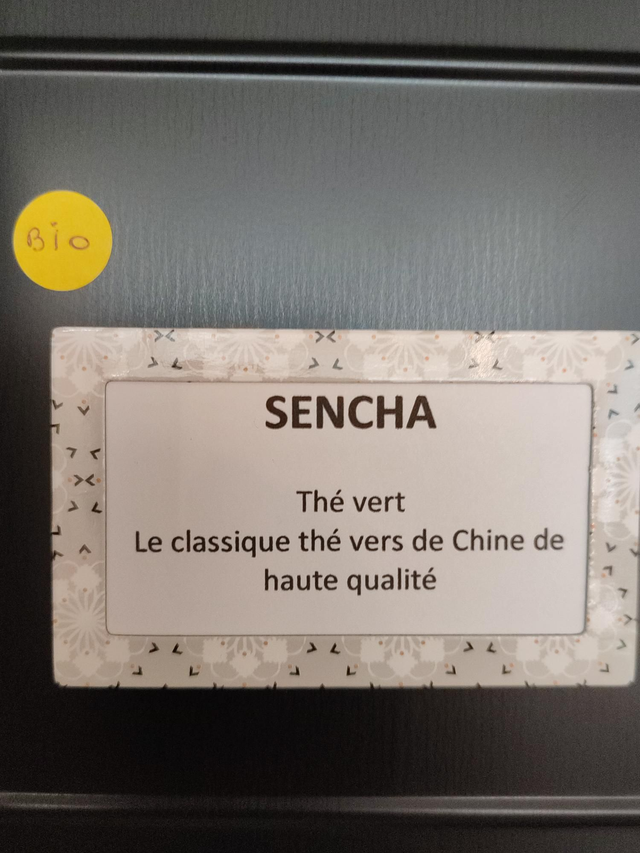 Bio
SENCHA
Thé vert
Le classique thé vers de Chine de
haute qualité